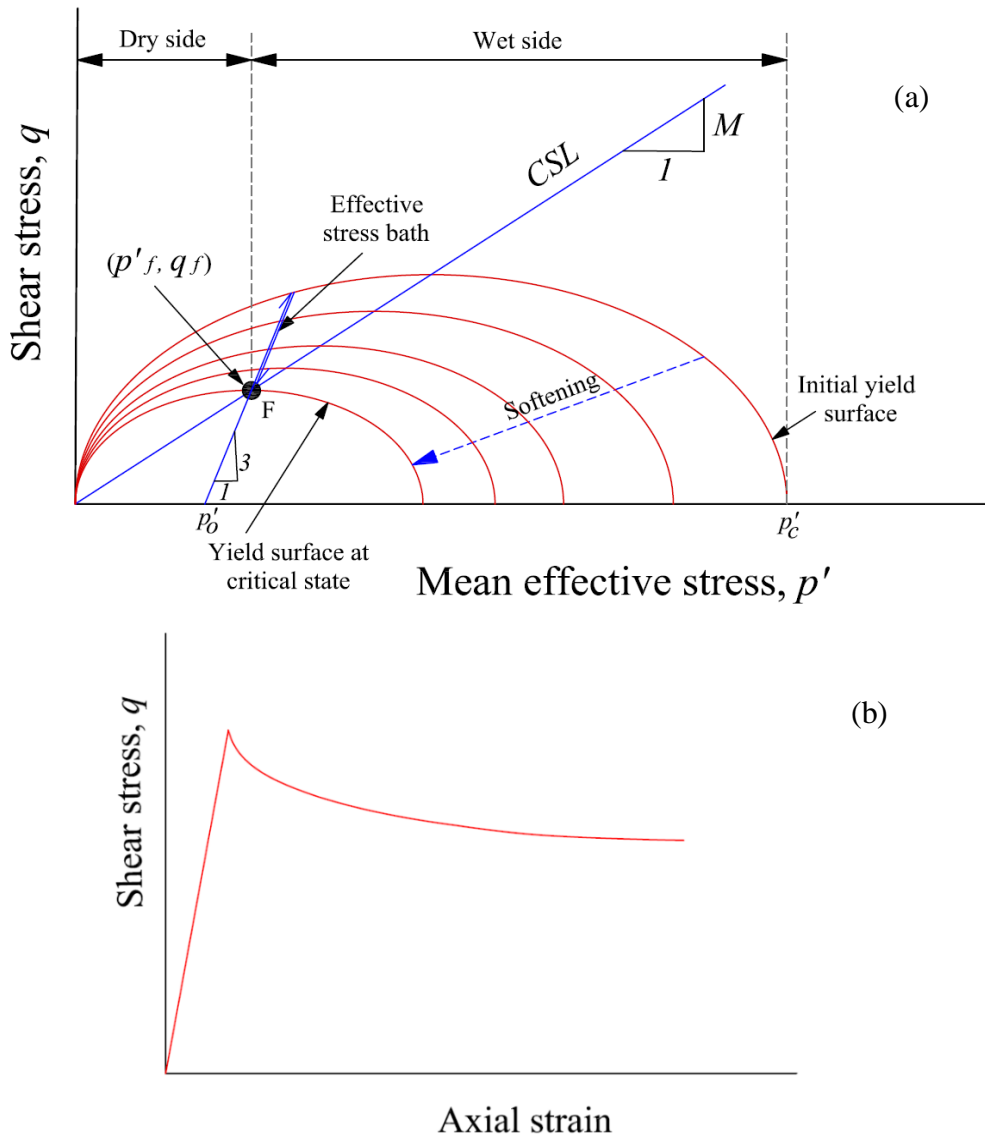 Dry side
Wet side
(a)
M
1
CSL
Effective
stress bath
(p'f, qf)
Shear stress, q
F
Softening
Initial yield
surface
3
1
p'o
p'c
Yield surface at
critical state
Mean effective stress, p'
(b)
Shear stress, q
Axial strain